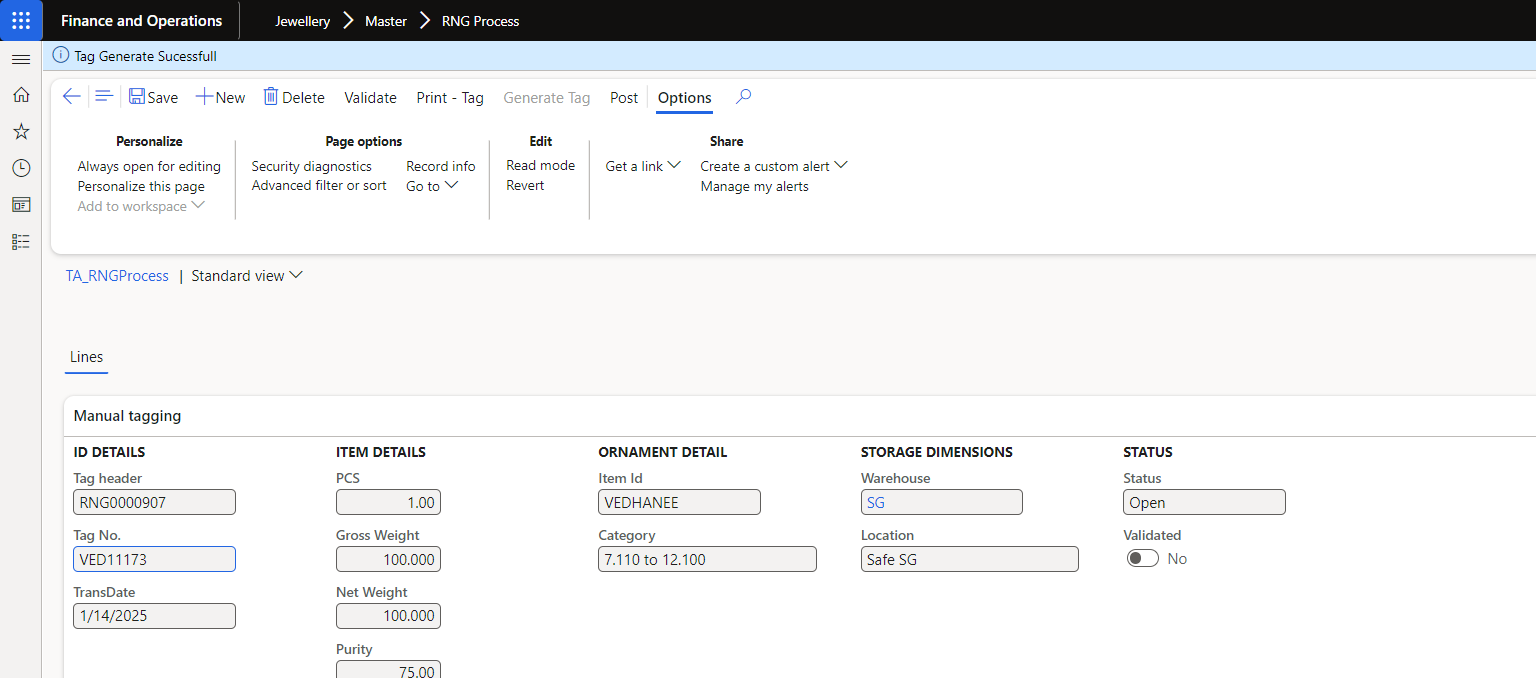 Finance and Operations Jewellery Master RNG Process
Tag Generate Sucessfull
Save New Delete Validate Print - Tag Generate Tag Post Options
Personalize Page options Edit Share
Always open for editing Security diagnostics Record info Read mode Get a link Create a custom alert
Personalize this page Advanced filter or sort Go to Revert Manage my alerts
Add to workspace
TA_RNGProcess | Standard view
Lines
Manual tagging
ID DETAILS ITEM DETAILS ORNAMENT DETAIL STORAGE DIMENSIONS STATUS
Tag header PCS Item Id Warehouse Status
RNG0000907 1.00 VEDHANEE SG Open
Tag No. Gross Weight Category Location Validated
VED11173 100.000 7.110 to 12.100 Safe SG No
TransDate Net Weight
1/14/2025 100.000
Purity
75.00